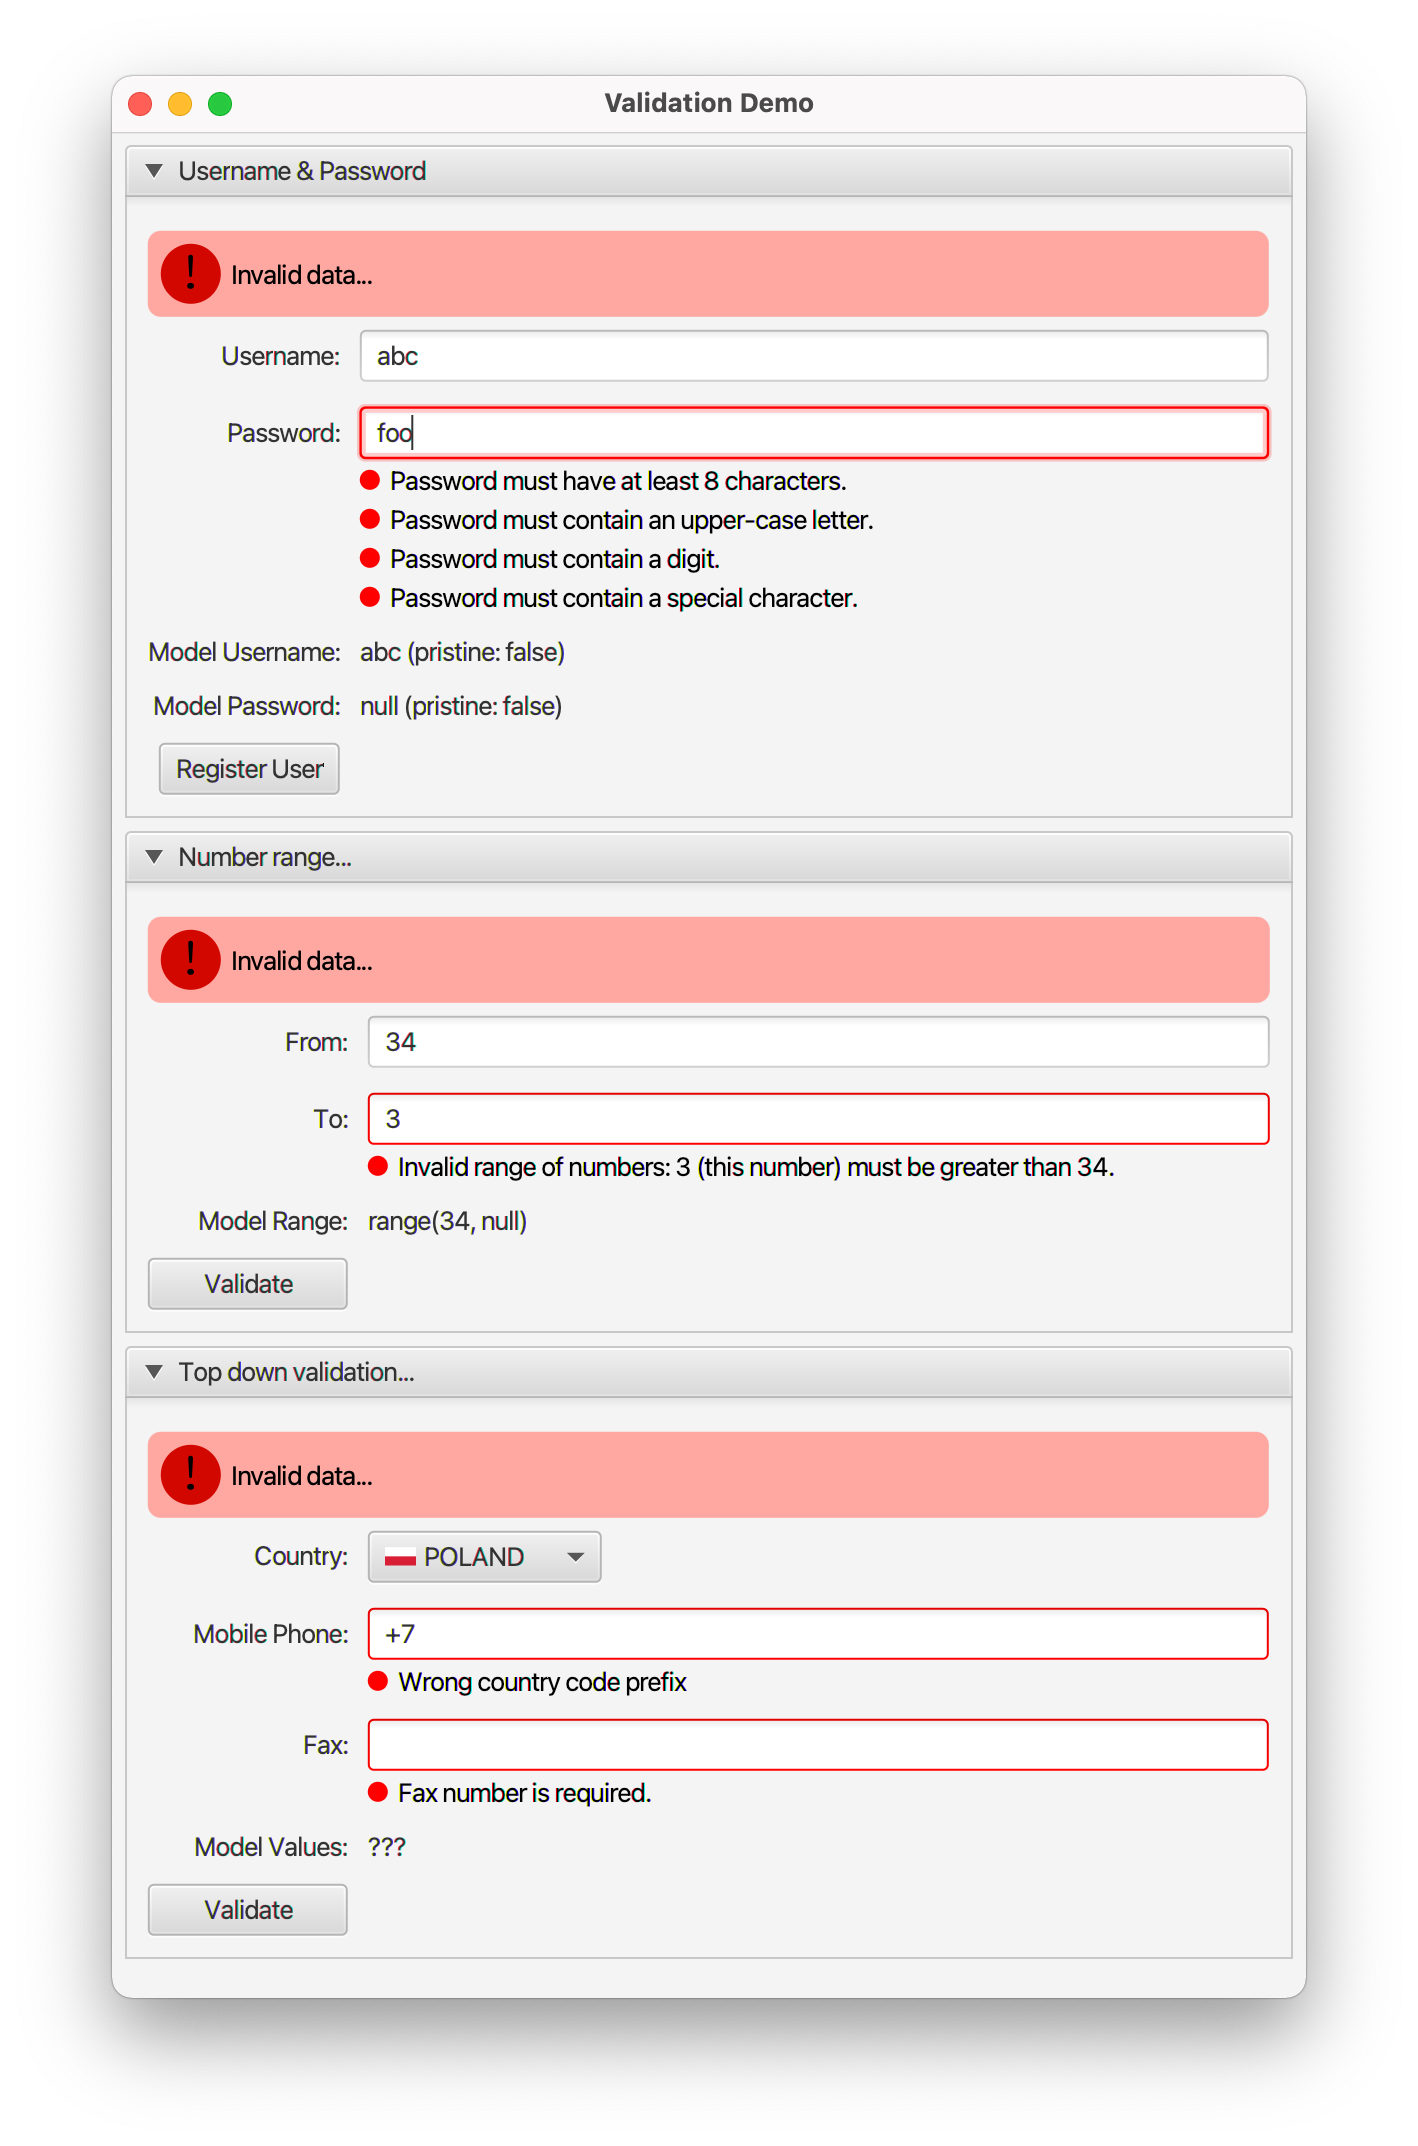 Validation Demo
Username & Password
! Invalid data...
Username: abc
Password: foo
Password must have at least 8 characters.
Password must contain an upper-case letter.
Password must contain a digit.
Password must contain a special character.
Model Username: abc (pristine: false)
Model Password: null (pristine: false)
Register User
Number range...
! Invalid data...
From: 34
To: 3
Invalid range of numbers: 3 (this number) must be greater than 34.
Model Range: range(34, null)
Validate
Top down validation...
! Invalid data...
Country: POLAND
Mobile Phone: +7
Wrong country code prefix
Fax:
Fax number is required.
Model Values: ???
Validate